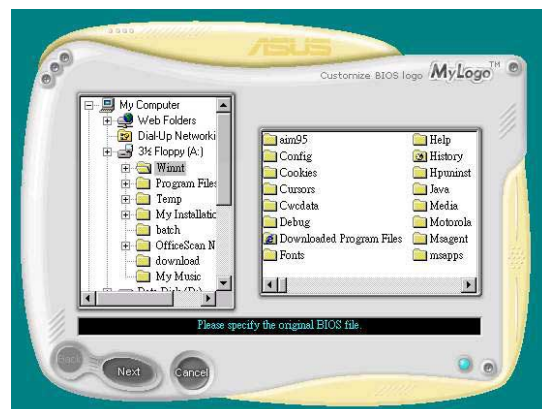 ASUS
Customize BIOS logo MyLogo TM
My Computer
Web Folders
Dial-Up Networki
3½ Floppy (A:)
Winnt
Program Files
Temp
My Installatic
batch
OfficeScan N
download
My Music
Data Disk (D:)
aim95
Config
Cookies
Cursors
Cwcdata
Debug
Downloaded Program Files
Fonts
Help
History
Hpuninst
Java
Media
Motorola
Msagent
msapps
Please specify the original BIOS file.
Back
Next
Cancel